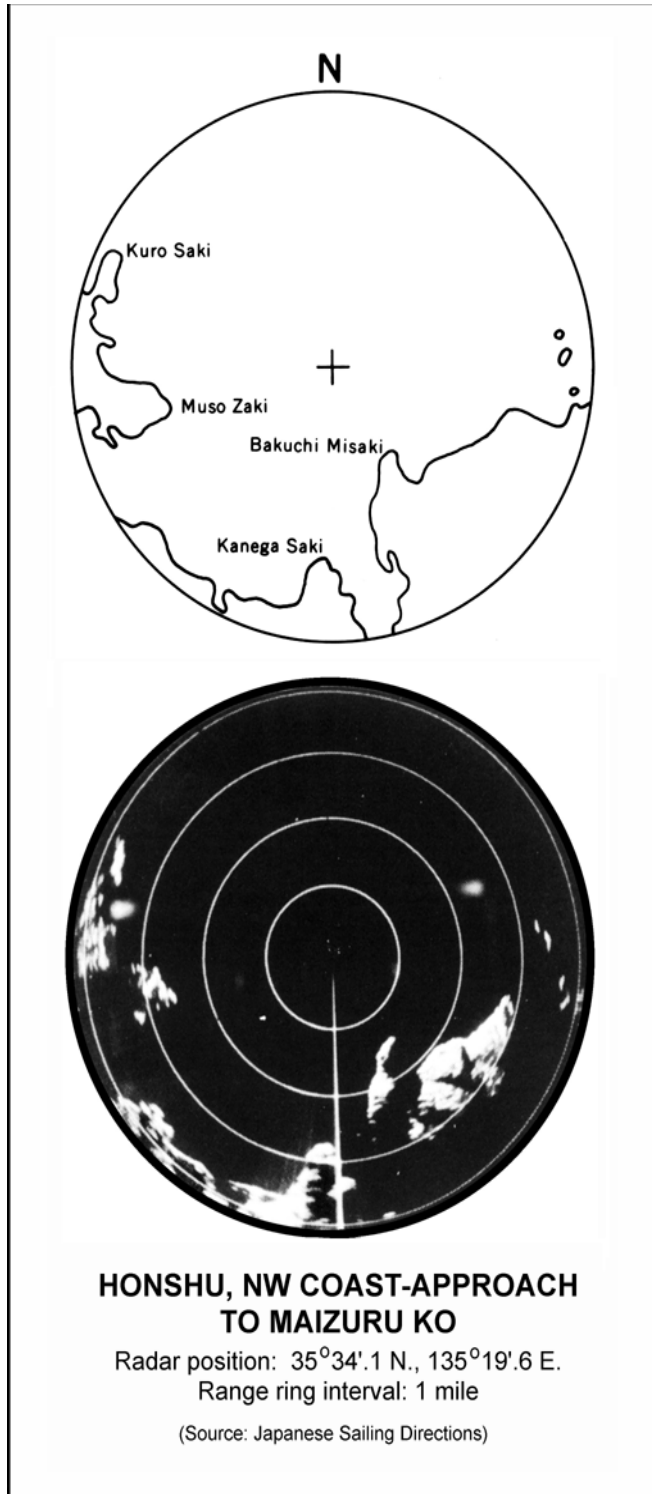 N
Kuro Saki
Muso Zaki
Bakuchi Misaki
Kanega Saki
HONSHU, NW COAST-APPROACH
TO MAIZURU KO
Radar position: 35°34'.1 N., 135°19'.6 E.
Range ring interval: 1 mile
(Source: Japanese Sailing Directions)